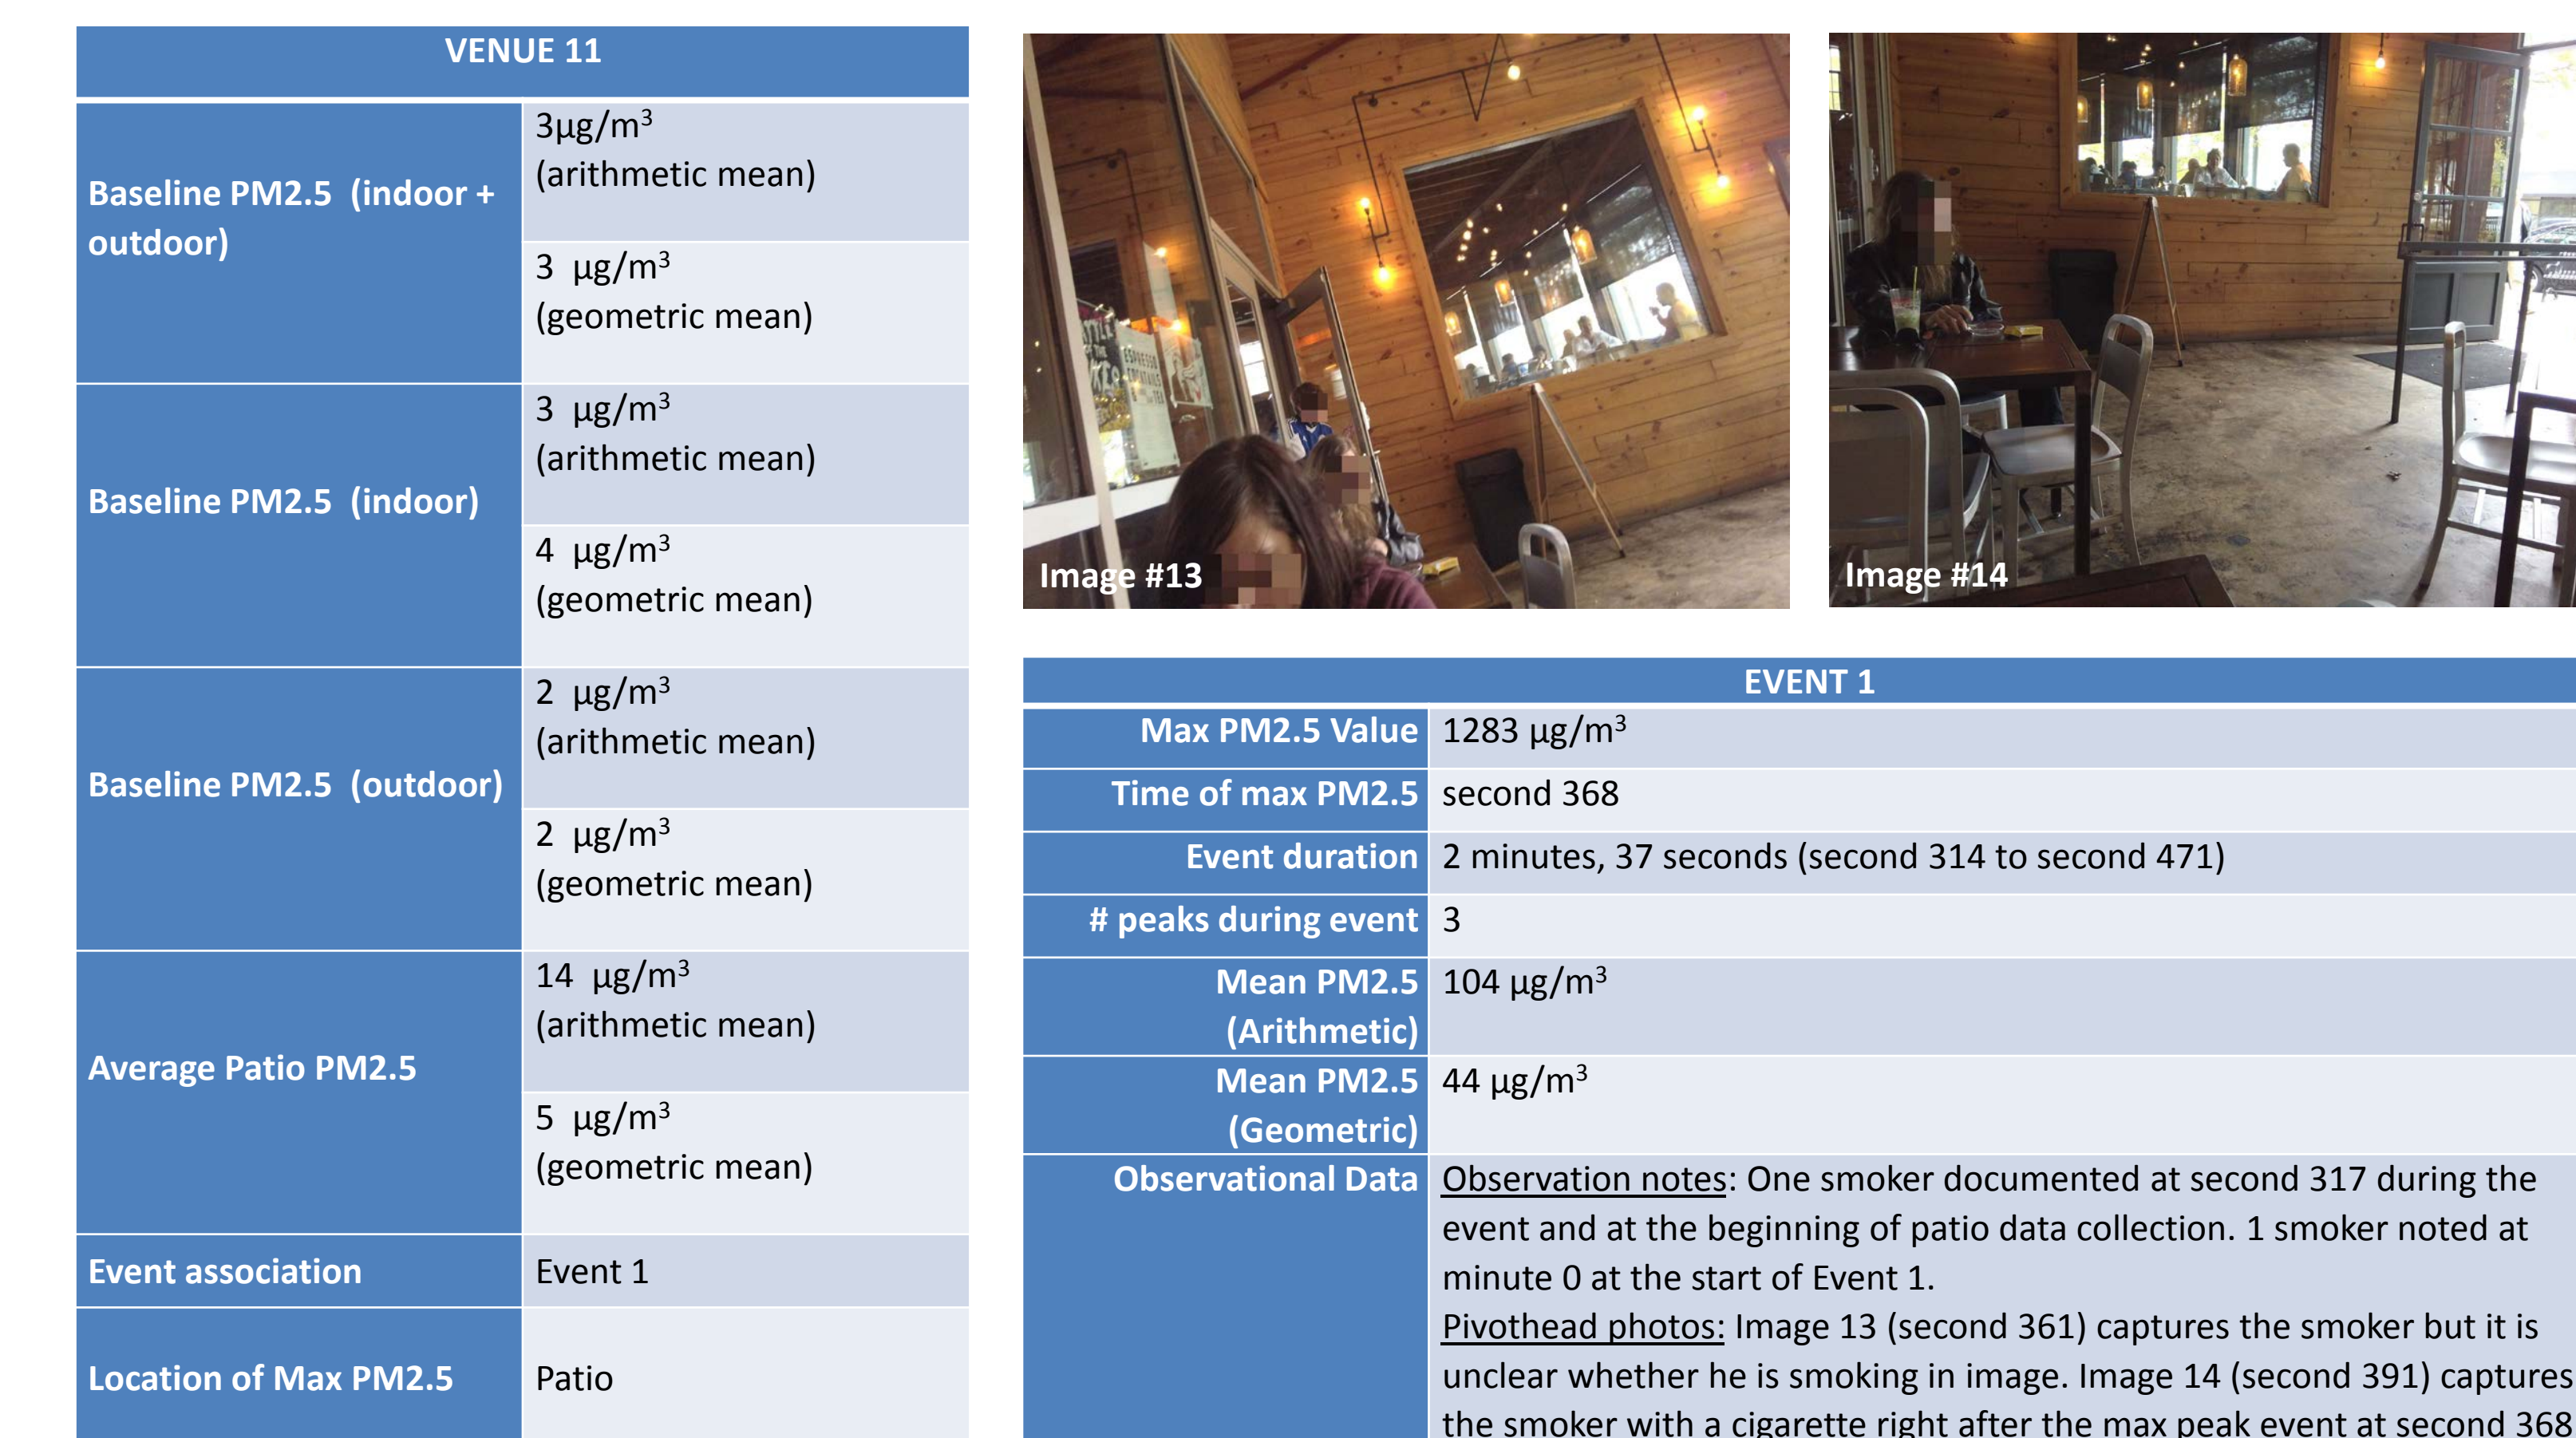 VENUE 11
Baseline PM2.5 (indoor +
outdoor)
3µg/m³
(arithmetic mean)
3 µg/m³
(geometric mean)
Baseline PM2.5 (indoor)
3 µg/m³
(arithmetic mean)
4 µg/m³
(geometric mean)
Baseline PM2.5 (outdoor)
2 µg/m³
(arithmetic mean)
2 µg/m³
(geometric mean)
Average Patio PM2.5
14 µg/m³
(arithmetic mean)
5 µg/m³
(geometric mean)
Event association
Event 1
Location of Max PM2.5
Patio
ESPRESSO
COCKTAILS
TEA
Image #13
Image #14
EVENT 1
Max PM2.5 Value
1283 µg/m³
Time of max PM2.5
second 368
Event duration
2 minutes, 37 seconds (second 314 to second 471)
# peaks during event
3
Mean PM2.5
(Arithmetic)
104 µg/m³
Mean PM2.5
(Geometric)
44 µg/m³
Observational Data
Observation notes: One smoker documented at second 317 during the
event and at the beginning of patio data collection. 1 smoker noted at
minute 0 at the start of Event 1.
Pivothead photos: Image 13 (second 361) captures the smoker but it is
unclear whether he is smoking in image. Image 14 (second 391) captures
the smoker with a cigarette right after the max peak event at second 368